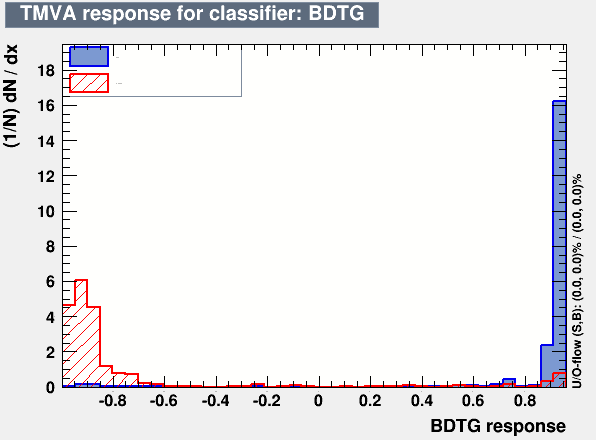 TMVA response for classifier: BDTG
(1/N) dN / dx
18
16
14
12
10
8
6
4
2
0
-0.8 -0.6 -0.4 -0.2 0 0.2 0.4 0.6 0.8
BDTG response
U/O-flow (S,B): (0.0, 0.0)% / (0.0, 0.0)%